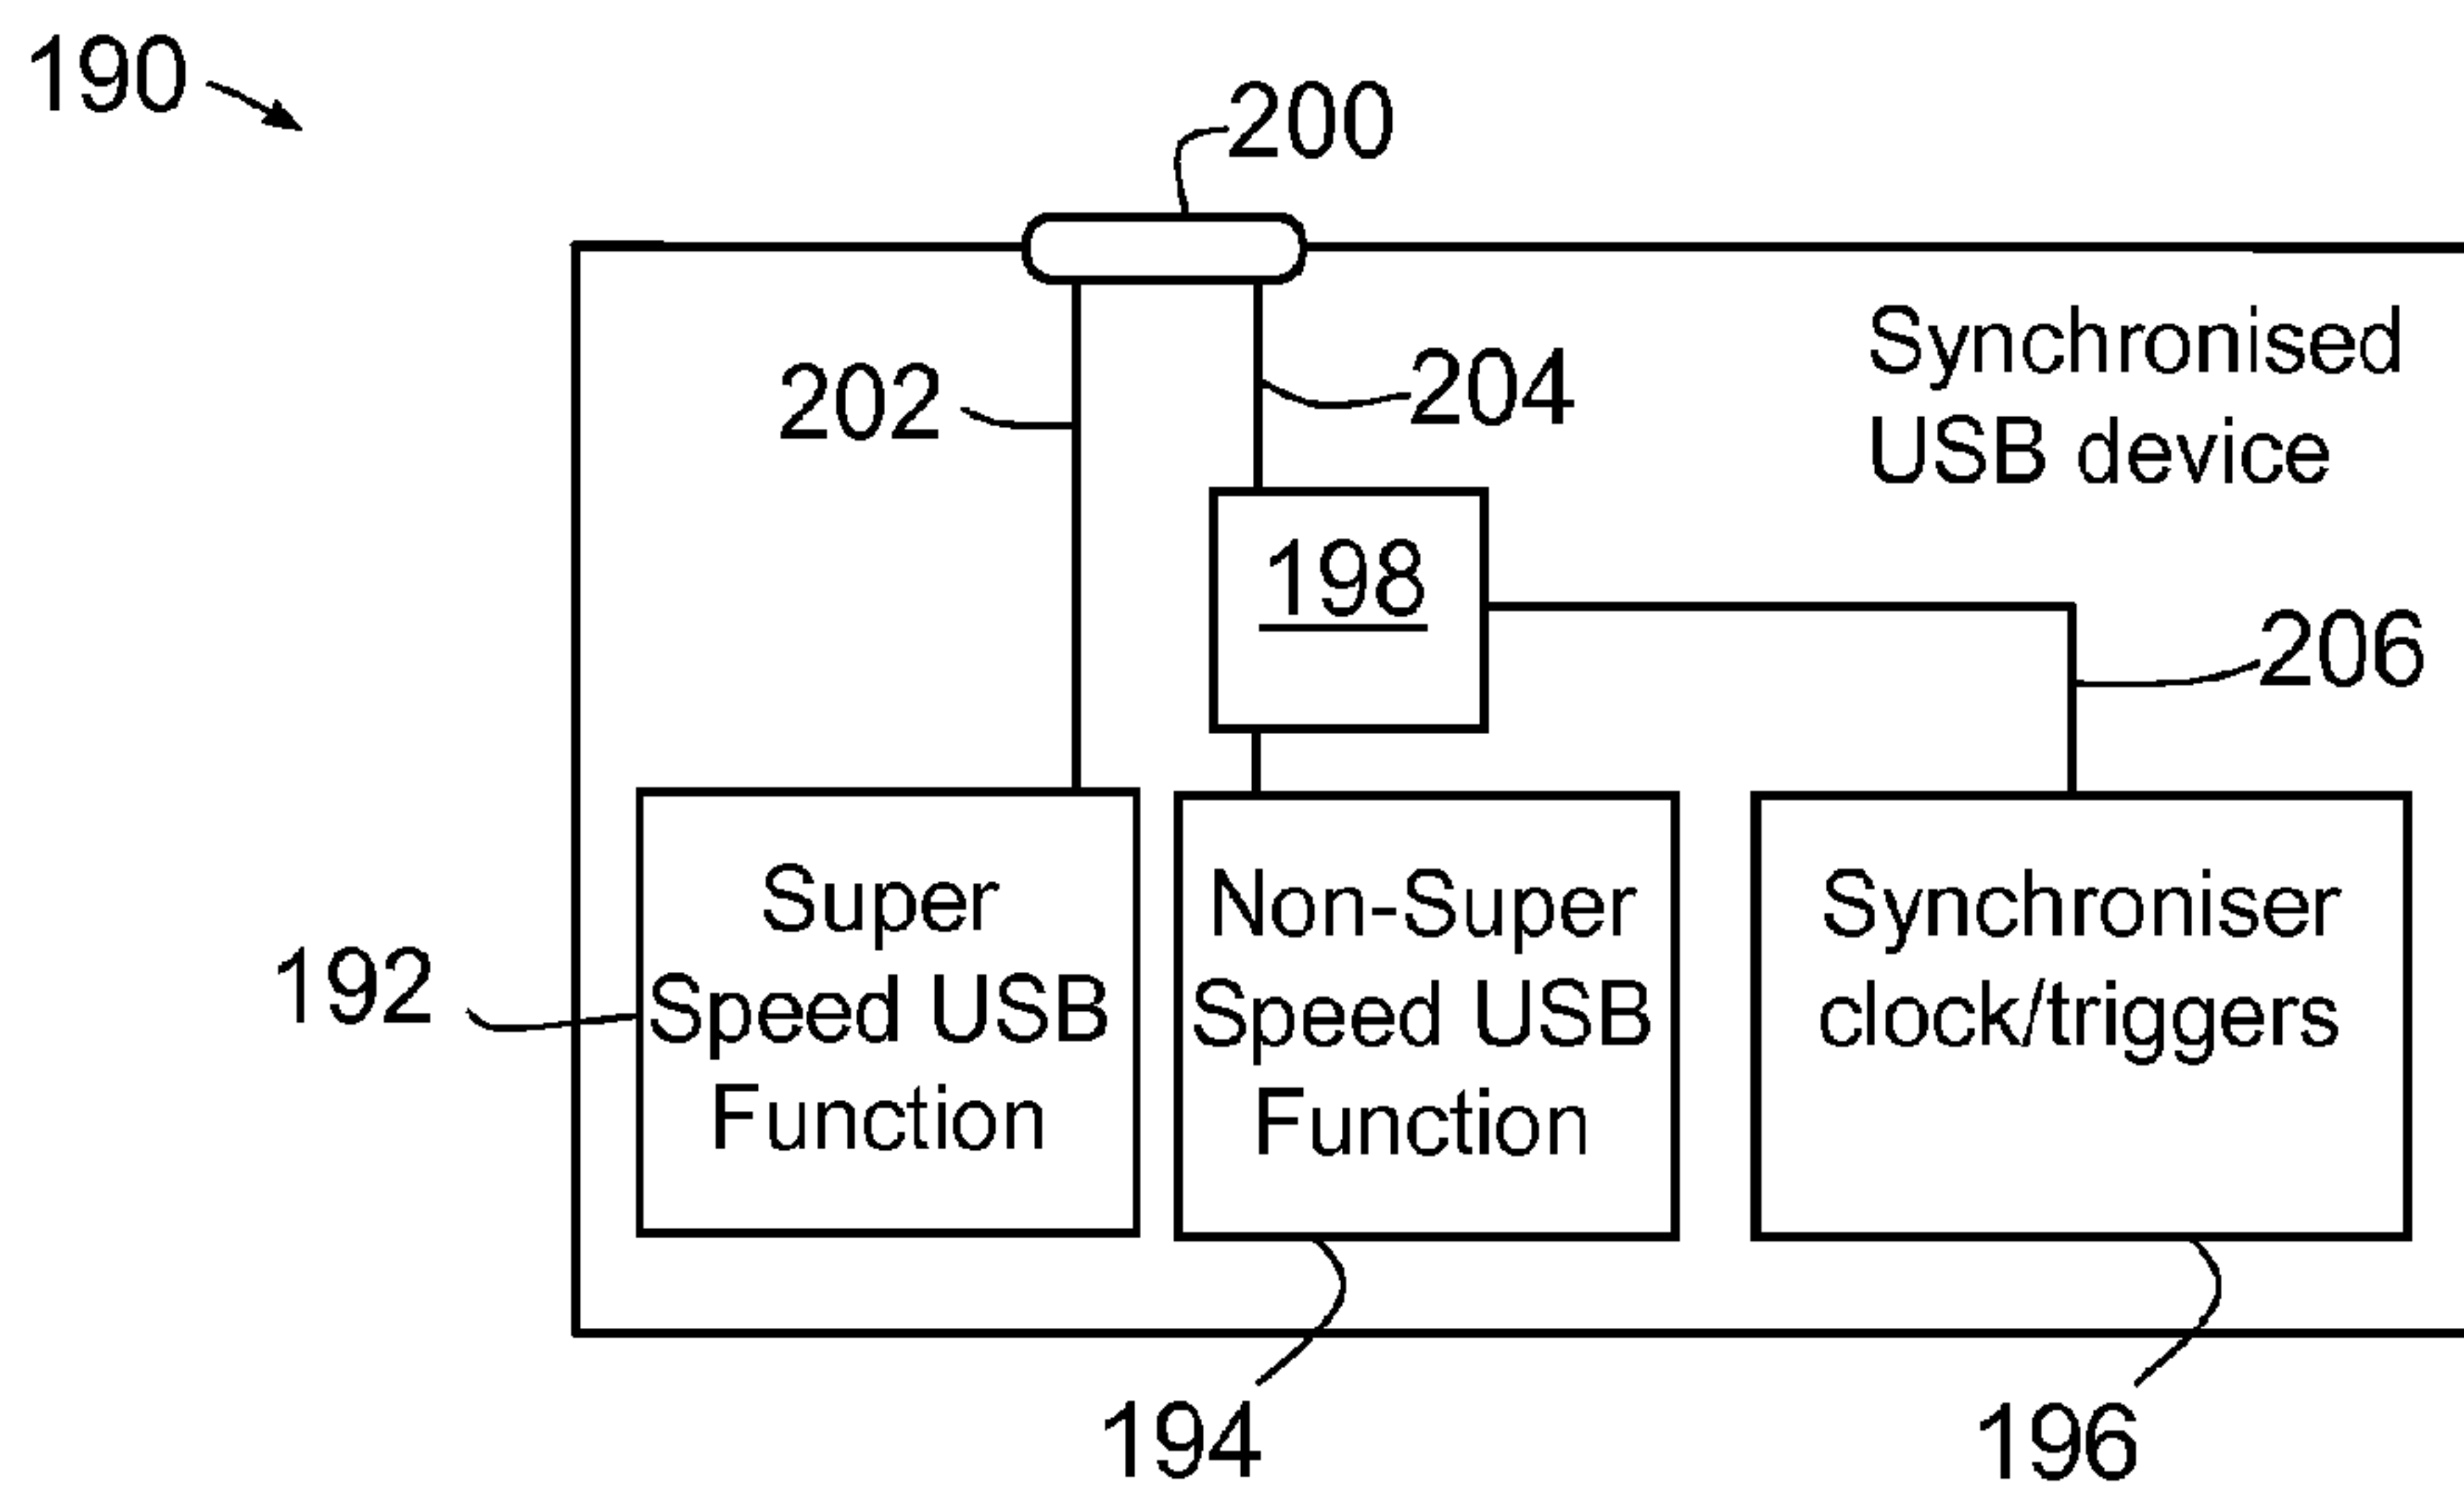 190
200
Synchronised
USB device
202
204
198
206
Super
Speed USB
Function
Non-Super
Speed USB
Function
Synchroniser
clock/triggers
192
194
196